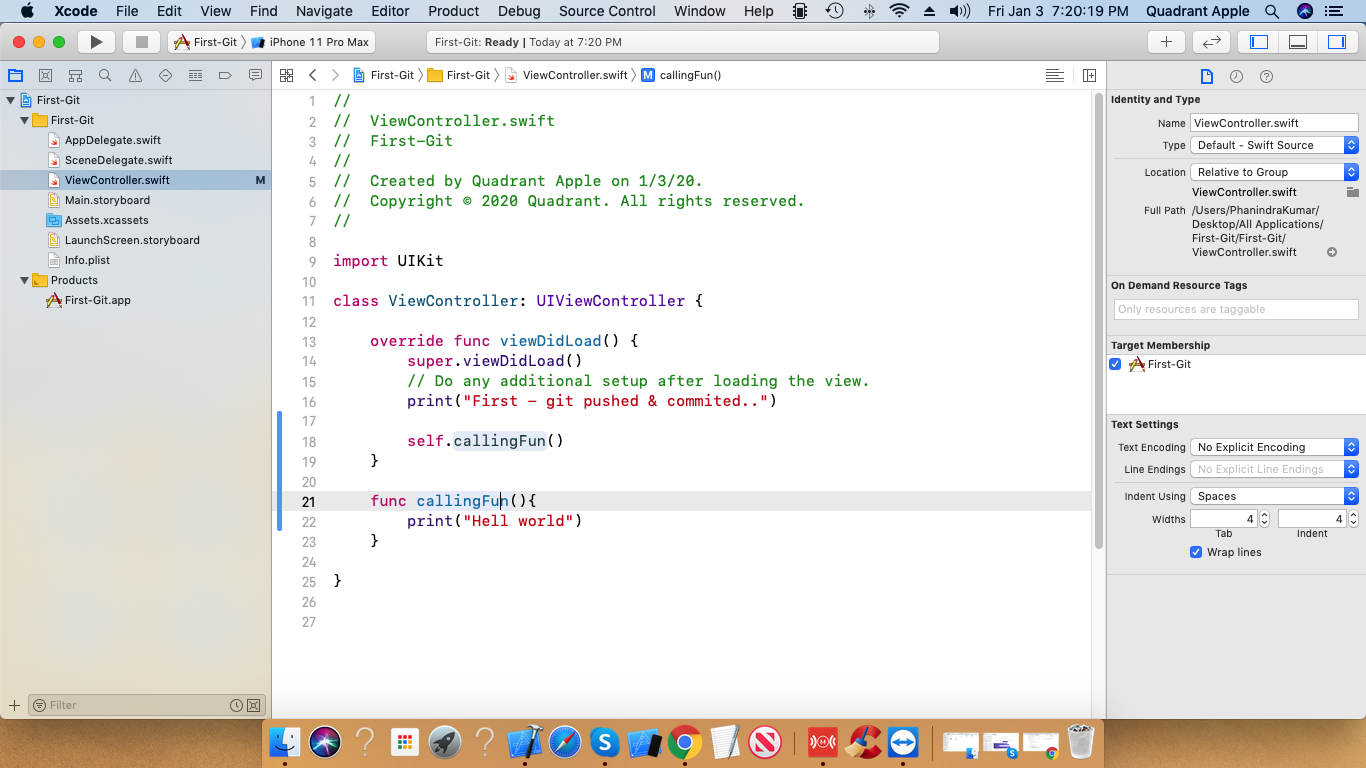 Xcode File Edit View Find Navigate Editor Product Debug Source Control Window Help Fri Jan 3 7:20:19 PM Quadrant Apple
First-Git iPhone 11 Pro Max First-Git: Ready | Today at 7:20 PM
First-Git First-Git ViewController.swift M callingFun()
First-Git
First-Git
AppDelegate.swift
SceneDelegate.swift
ViewController.swift M
Main.storyboard
Assets.xcassets
LaunchScreen.storyboard
Info.plist
Products
First-Git.app
Filter
1 //
2 //  ViewController.swift
3 //  First-Git
4 //
5 //  Created by Quadrant Apple on 1/3/20.
6 //  Copyright © 2020 Quadrant. All rights reserved.
7 //
8
9 import UIKit
10
11 class ViewController: UIViewController {
12
13     override func viewDidLoad() {
14         super.viewDidLoad()
15         // Do any additional setup after loading the view.
16         print("First - git pushed & commited..")
17
18         self.callingFun()
19     }
20
21     func callingFun(){
22         print("Hell world")
23     }
24
25 }
26
27
Identity and Type
Name ViewController.swift
Type Default - Swift Source
Location Relative to Group
ViewController.swift
Full Path /Users/PhanindraKumar/
Desktop/All Applications/
First-Git/First-Git/
ViewController.swift
On Demand Resource Tags
Only resources are taggable
Target Membership
First-Git
Text Settings
Text Encoding No Explicit Encoding
Line Endings No Explicit Line Endings
Indent Using Spaces
Widths 4 4
Tab Indent
Wrap lines